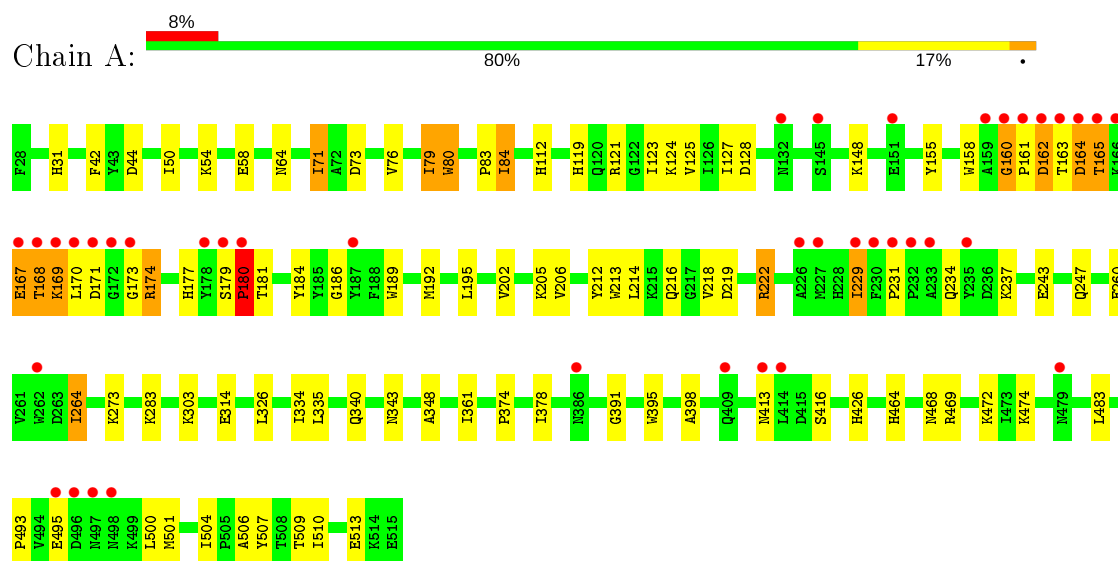 8%
Chain A:
80% 17% •
F28 H31 F42 Y43 D44 I50 K54 E58 N64 I71 A72 D73 V76 I79 W80 P83 I84 H112 H119 Q120 R121 G122 I123 K124 V125 I126 I127 D128 N132 S145 K148 E151 Y155 W158 A159 G160 P161 D162 T163 D164 T165 K166
E167 T168 K169 L170 D171 G172 G173 R174 H177 Y178 S179 P180 T181 Y184 Y185 G186 Y187 F188 W189 M192 L195 V202 K205 V206 Y212 W213 L214 K215 Q216 G217 V218 D219 R222 A226 M227 H228 I229 F230 P231 P232 A233 Q234 Y235 D236 K237 E243 Q247 E260
V261 W262 D263 I264 K273 K283 K303 E314 L326 I334 L335 Q340 N343 A348 I361 P374 I378 N386 G391 W395 A398 Q409 N413 L414 D415 S416 H426 H464 N468 R469 K472 I473 K474 N479 L483
P493 V494 E495 D496 N497 N498 K499 L500 M501 I504 P505 A506 Y507 T508 T509 I510 E513 K514 E515